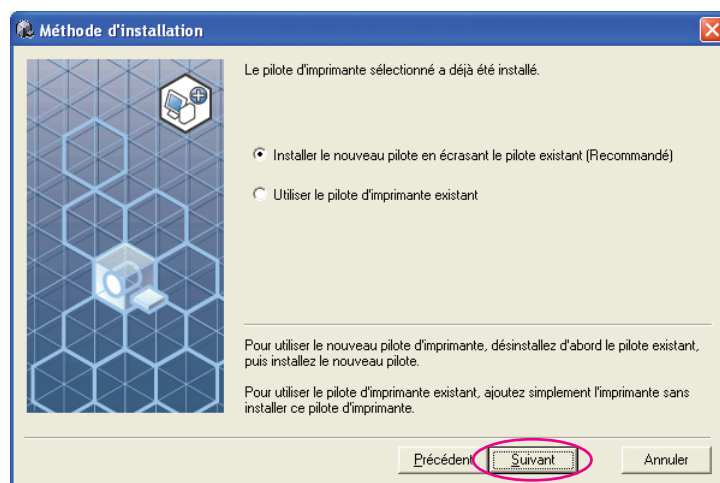 Méthode d'installation
Le pilote d'imprimante sélectionné a déjà été installé.
Installer le nouveau pilote en écrasant le pilote existant (Recommandé)
Utiliser le pilote d'imprimante existant
Pour utiliser le nouveau pilote d'imprimante, désinstallez d'abord le pilote existant,
puis installez le nouveau pilote.
Pour utiliser le pilote d'imprimante existant, ajoutez simplement l'imprimante sans
installer ce pilote d'imprimante.
Précédent Suivant Annuler